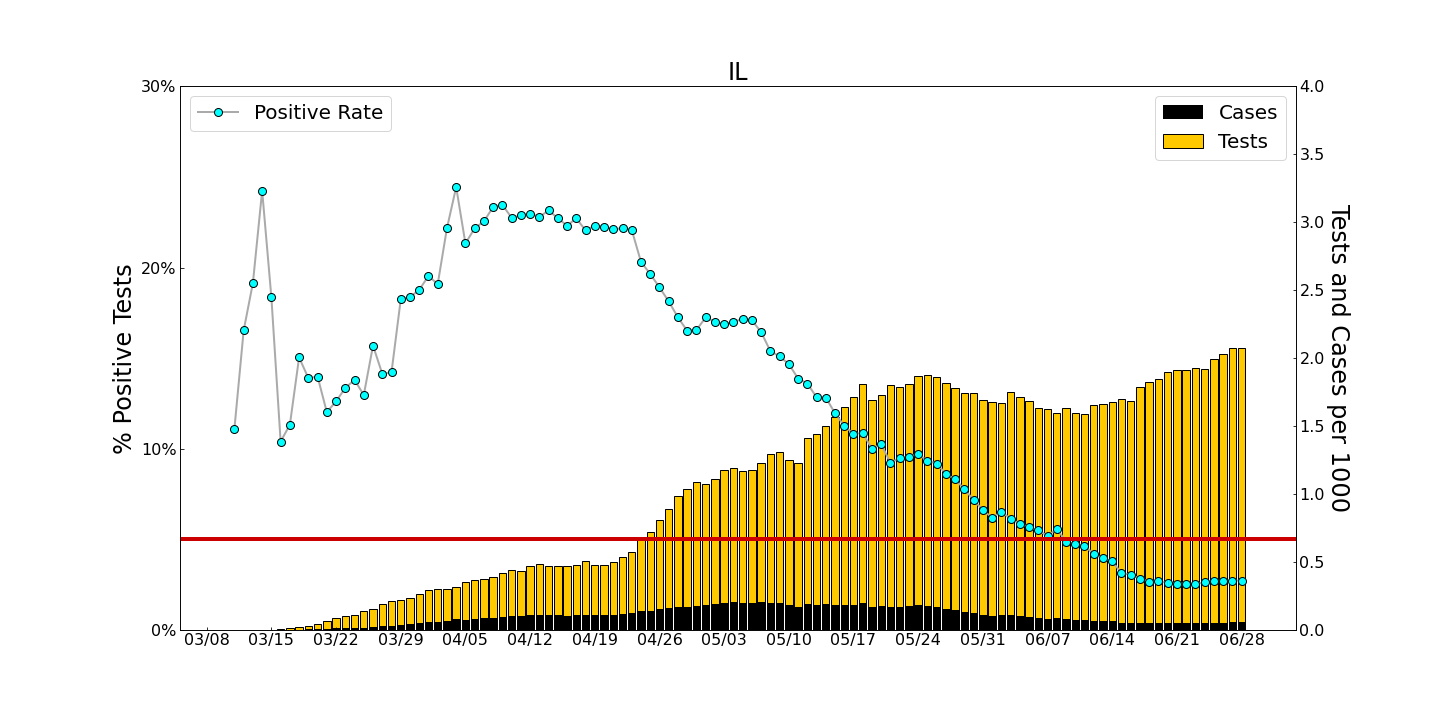 IL
30%
20%
10%
0%
% Positive Tests
Positive Rate
Cases
Tests
4.0
3.5
3.0
2.5
2.0
1.5
1.0
0.5
0.0
Tests and Cases per 1000
03/08 03/15 03/22 03/29 04/05 04/12 04/19 04/26 05/03 05/10 05/17 05/24 05/31 06/07 06/14 06/21 06/28